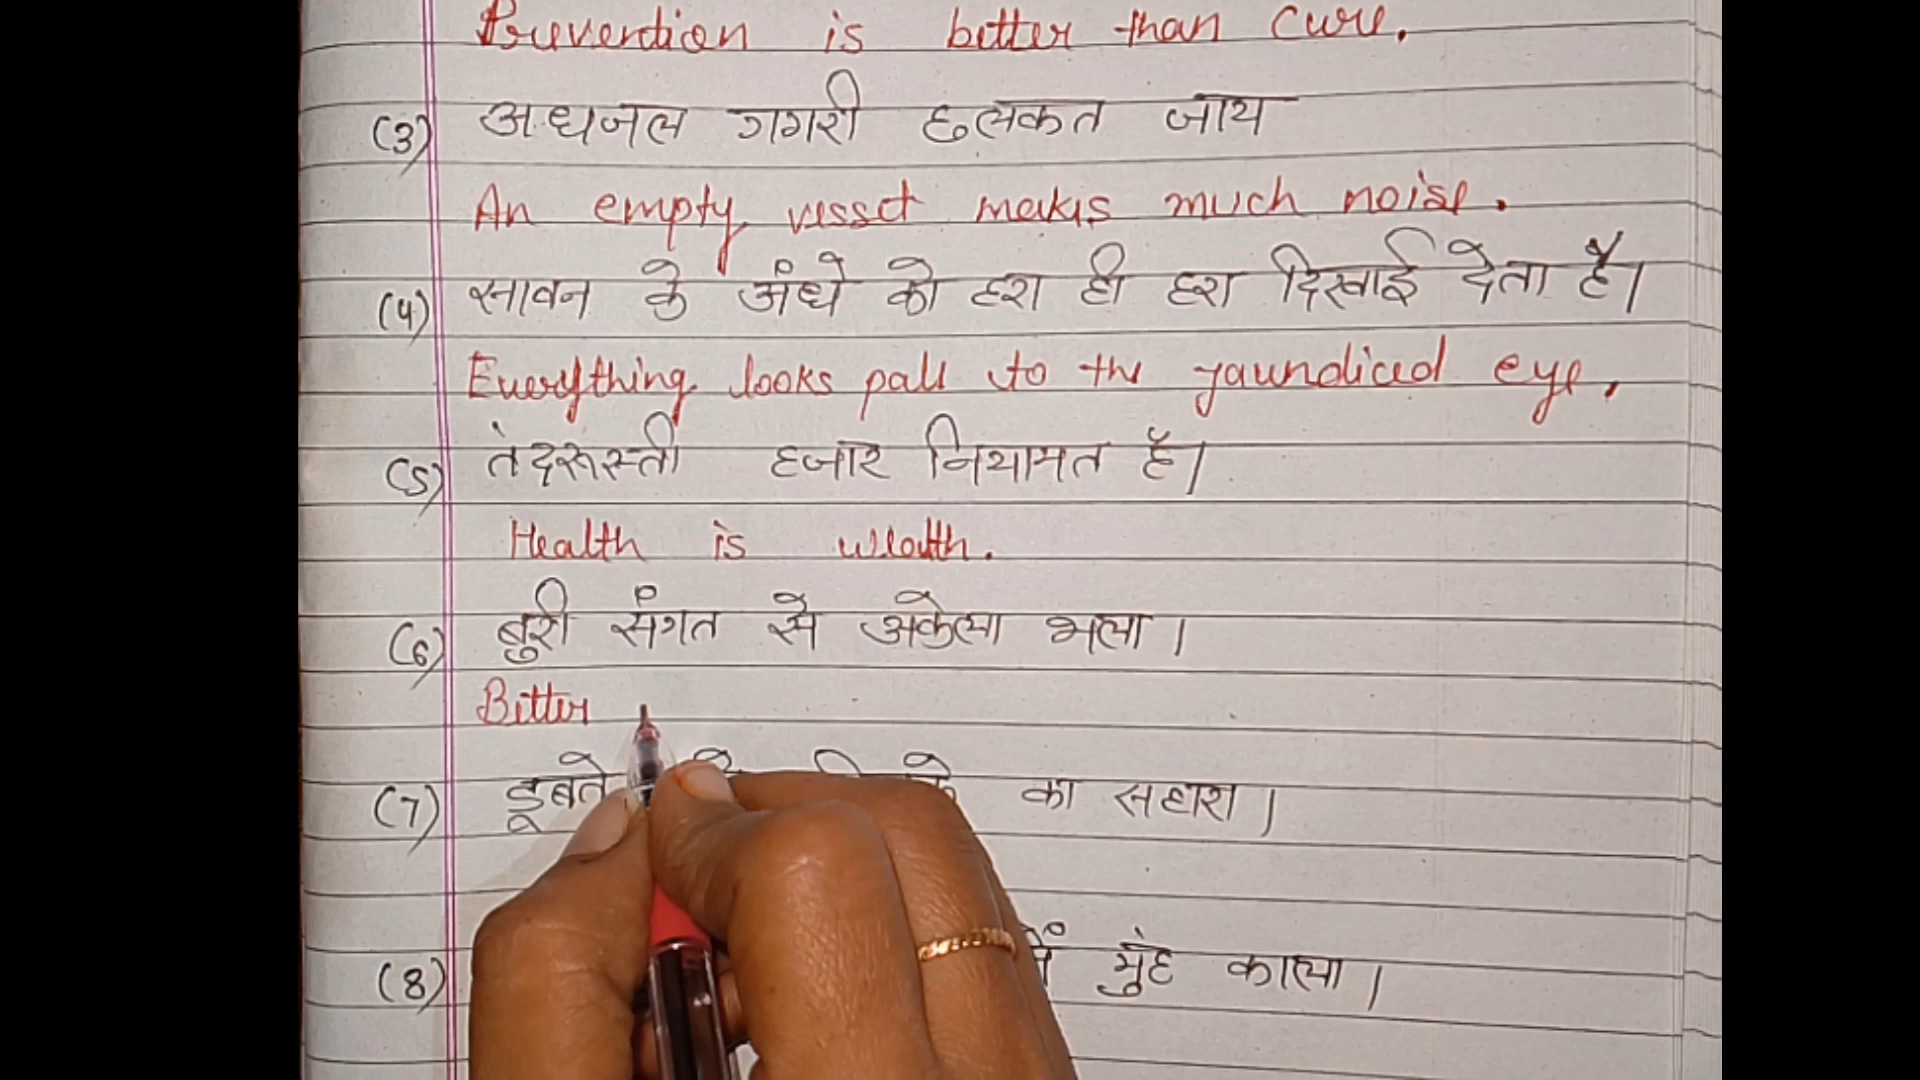 Prevention is better than cure.
(3) अधजल गगरी छलकत जाय
An empty vessel makes much noise.
(4) सावन के अंधे को हरा ही हरा दिखाई देता है।
Everything looks pale to the jaundiced eye.
(5) तंदरूस्ती हजार नियामत है।
Health is wealth.
(6) बुरी संगत से अकेला भला।
Better
(7) डूबते का सहारा।
(8) मुंह काला।